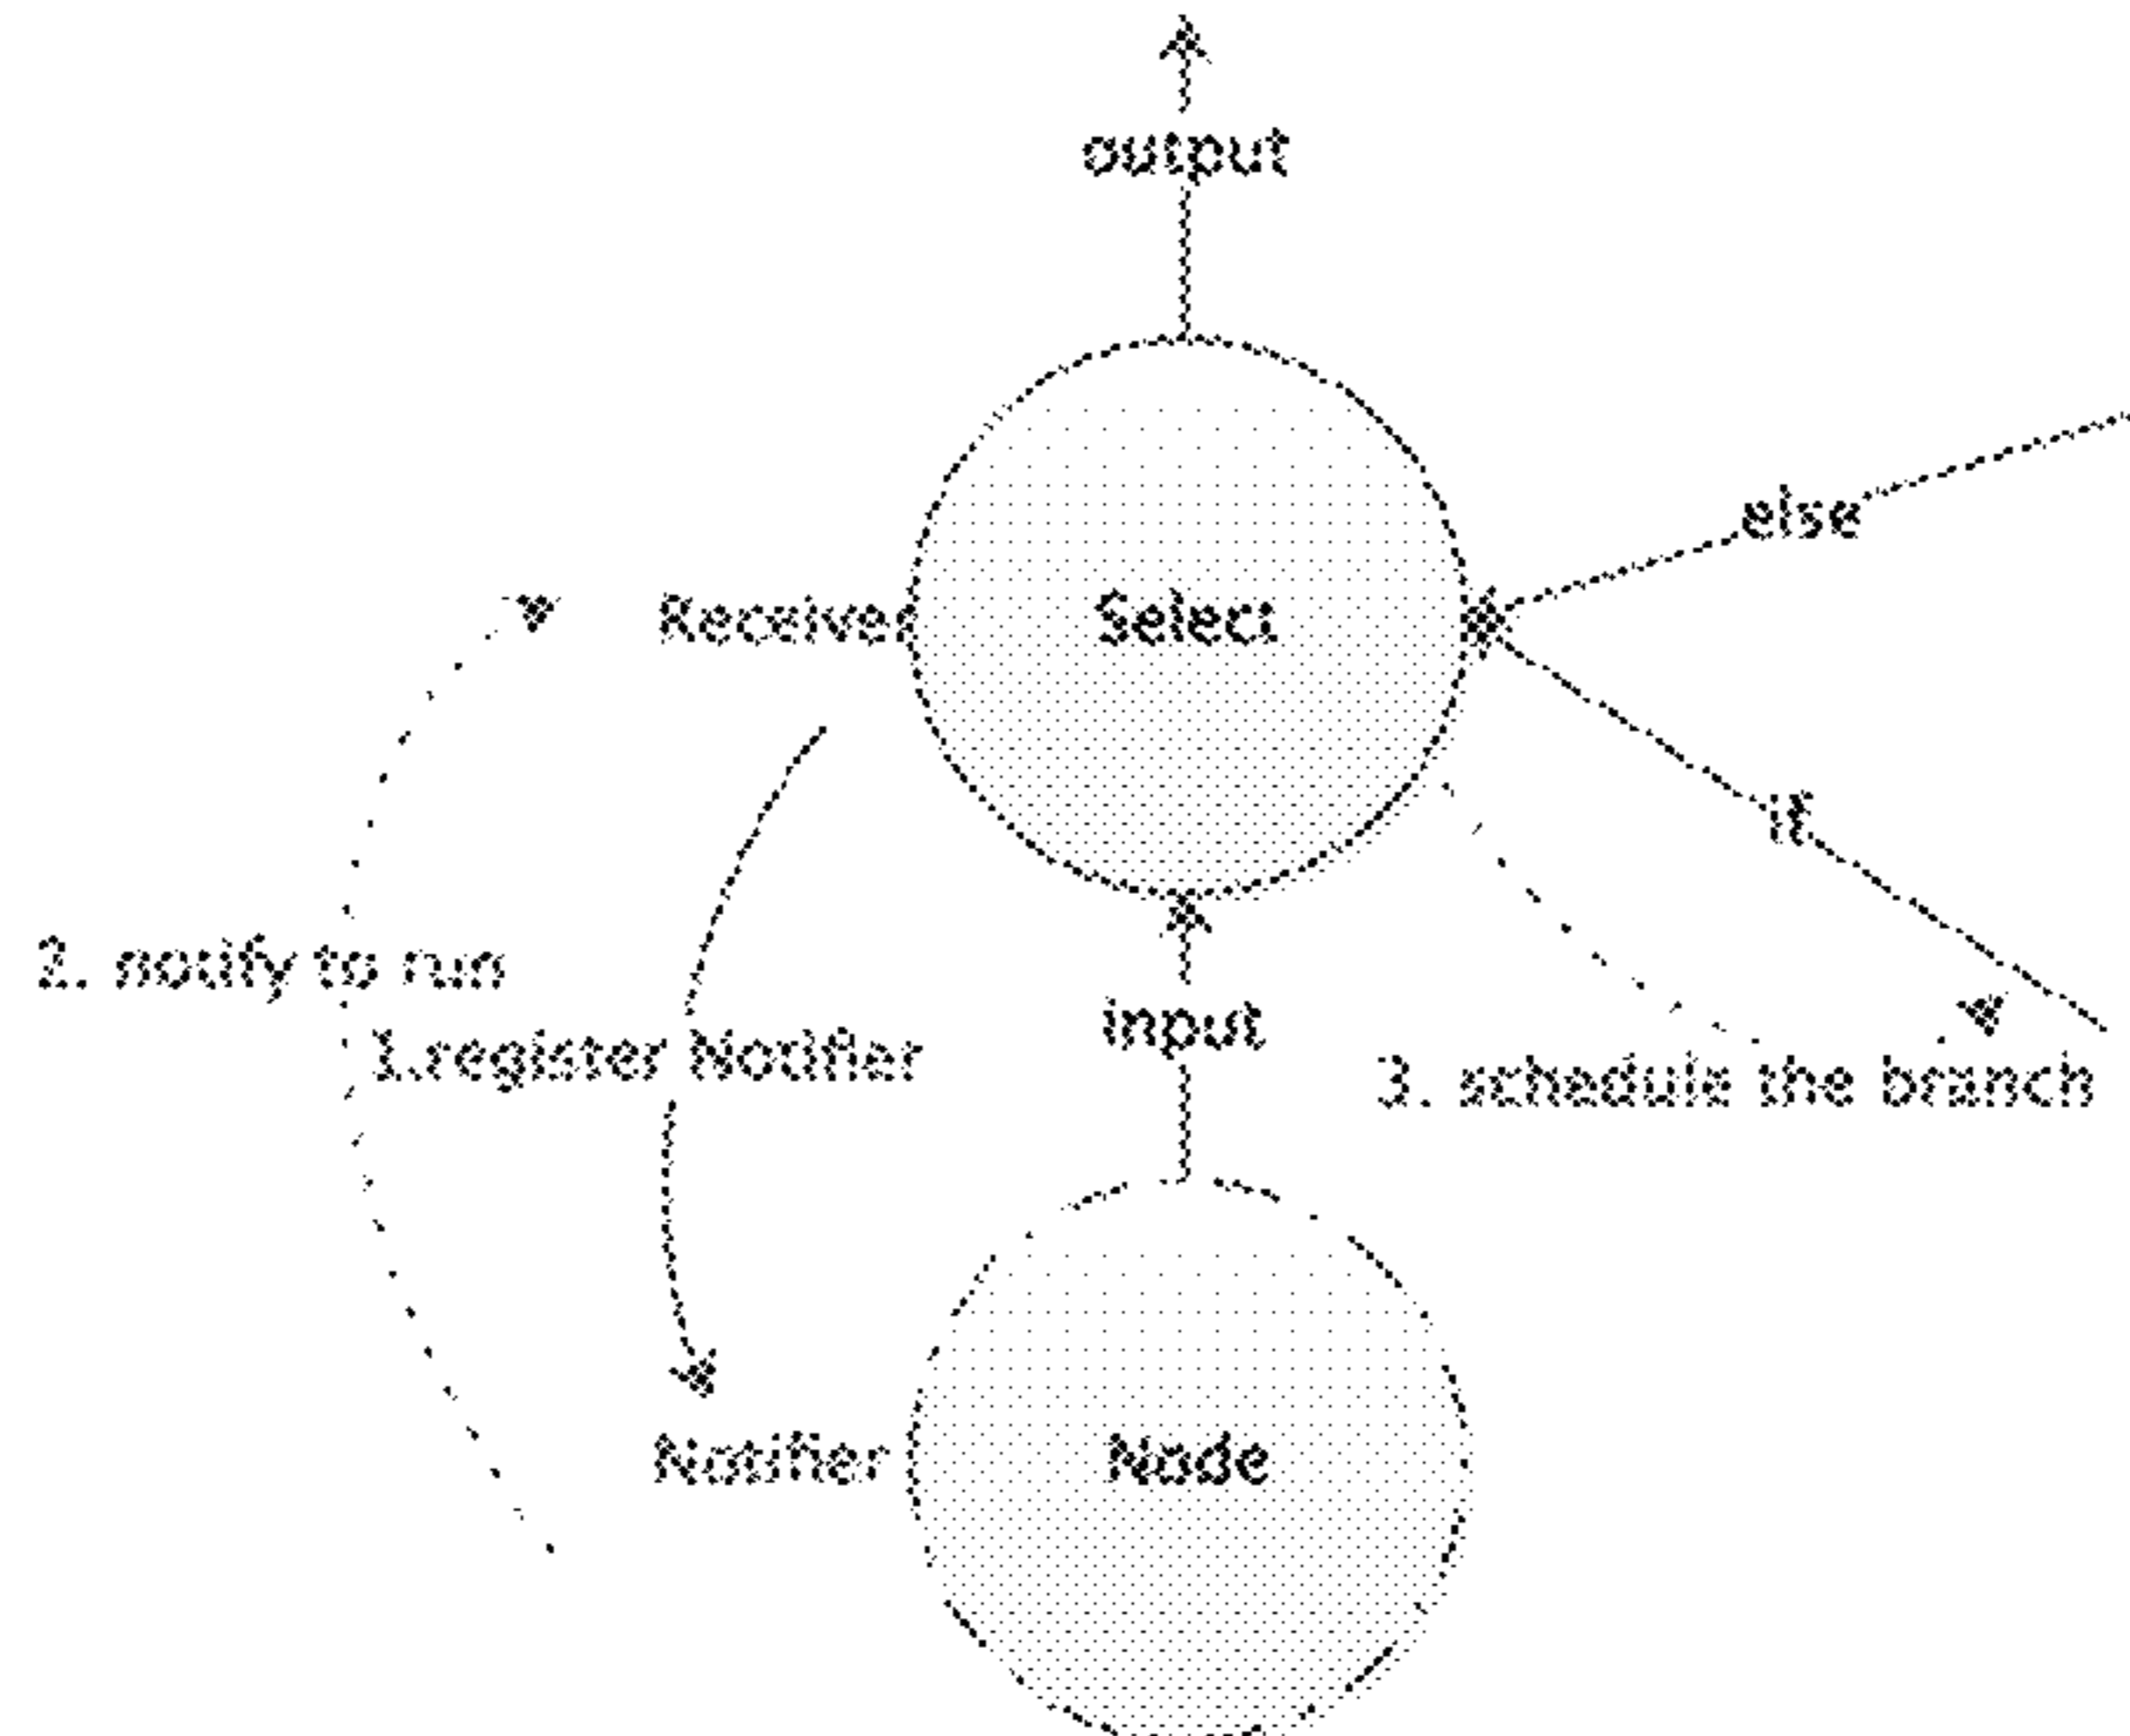 output
else
Receiver
Select
if
2. notify to run
input
1.register Notifier
3. schedule the branch
Notifier
Node